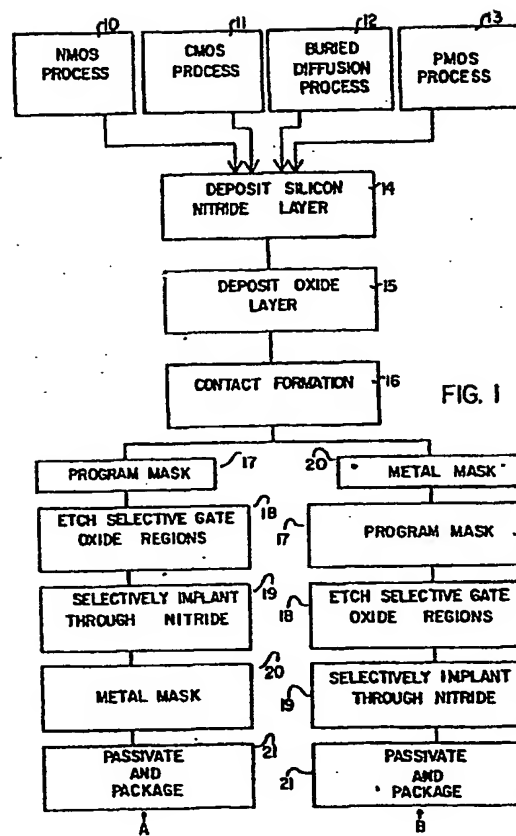 10
11
12
13
NMOS
PROCESS
CMOS
PROCESS
BURIED
DIFFUSION
PROCESS
PMOS
PROCESS
DEPOSIT SILICON
NITRIDE LAYER
14
DEPOSIT OXIDE
LAYER
15
CONTACT FORMATION
16
FIG. 1
PROGRAM MASK
17
ETCH SELECTIVE GATE
OXIDE REGIONS
18
SELECTIVELY IMPLANT
THROUGH NITRIDE
19
METAL MASK
20
PASSIVATE
AND
PACKAGE
21
A
20
METAL MASK
17
PROGRAM MASK
18
ETCH SELECTIVE GATE
OXIDE REGIONS
19
SELECTIVELY IMPLANT
THROUGH NITRIDE
21
PASSIVATE
AND
PACKAGE
B